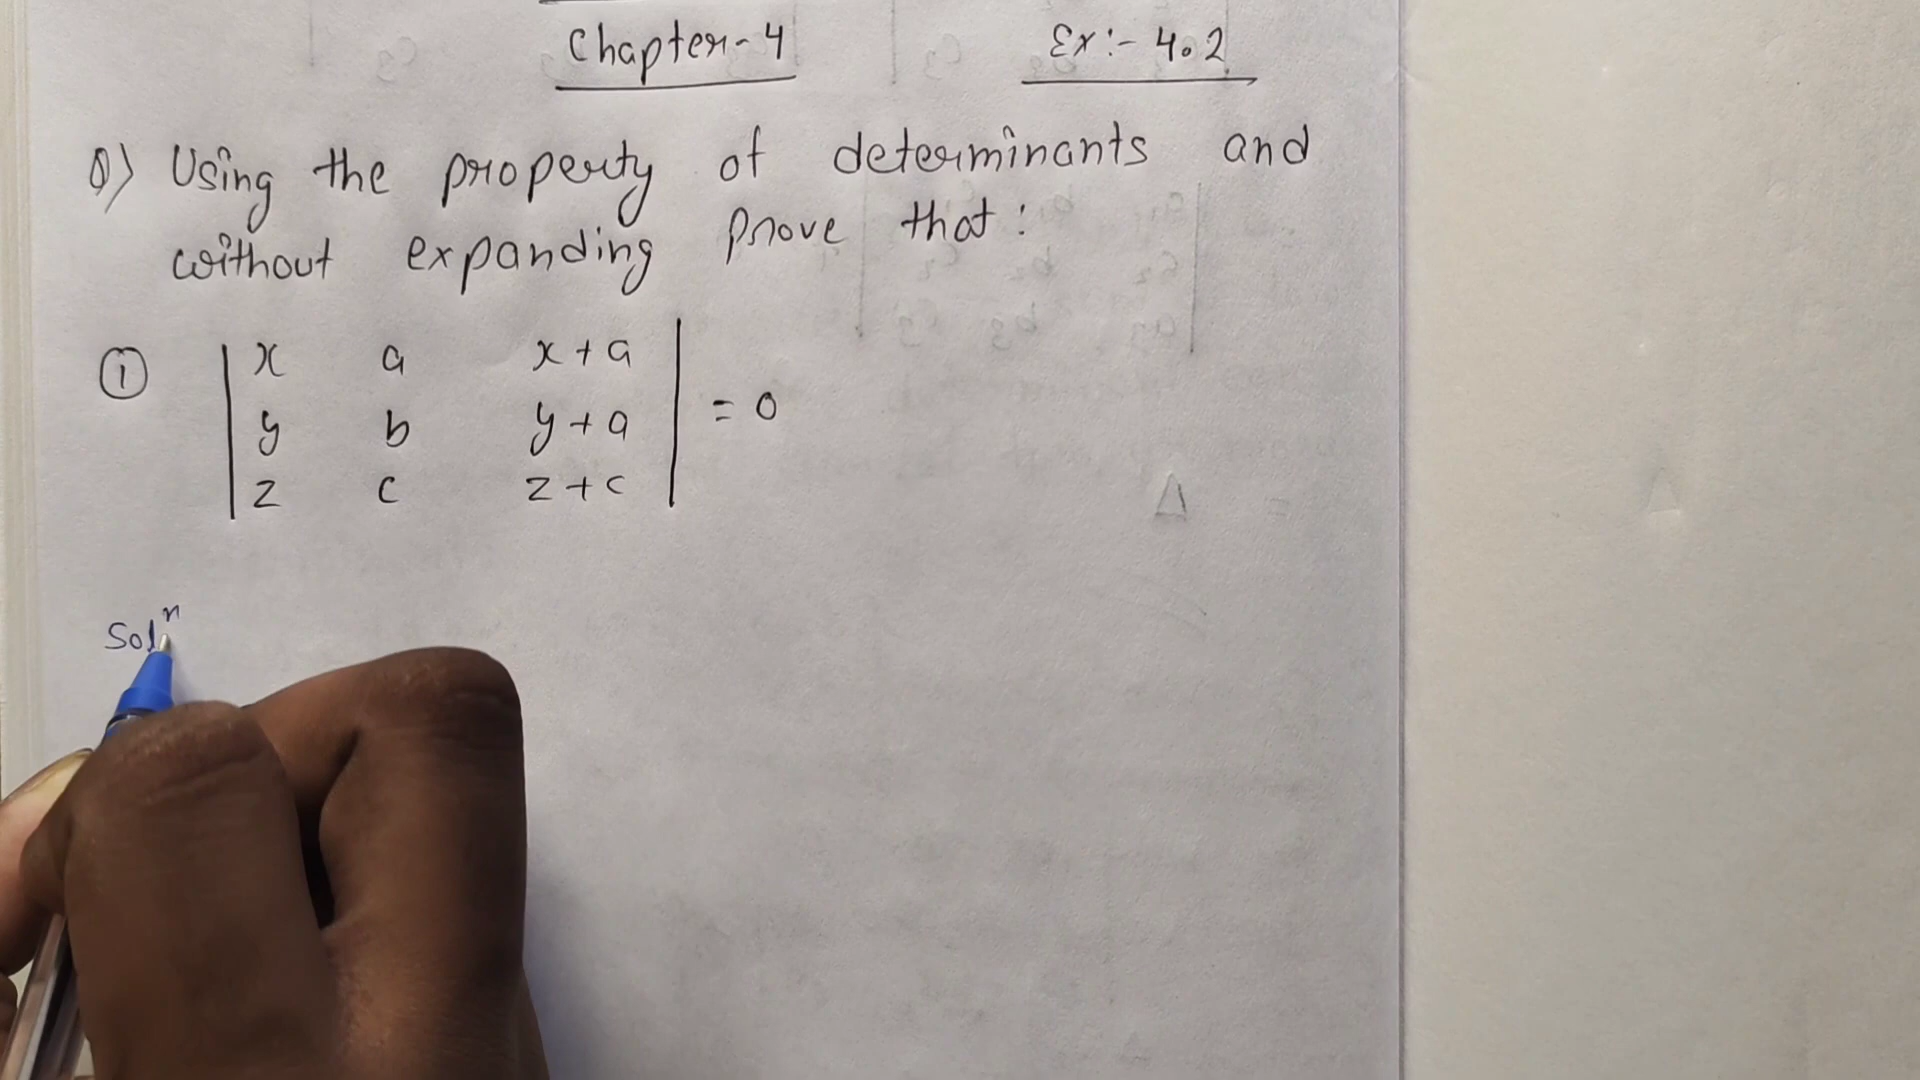 Chapter-4 Ex:- 4.2
Q) Using the property of determinants and
without expanding prove that:
① | x a x+a |
| y b y+a | = 0
| z c z+c |
Solⁿ